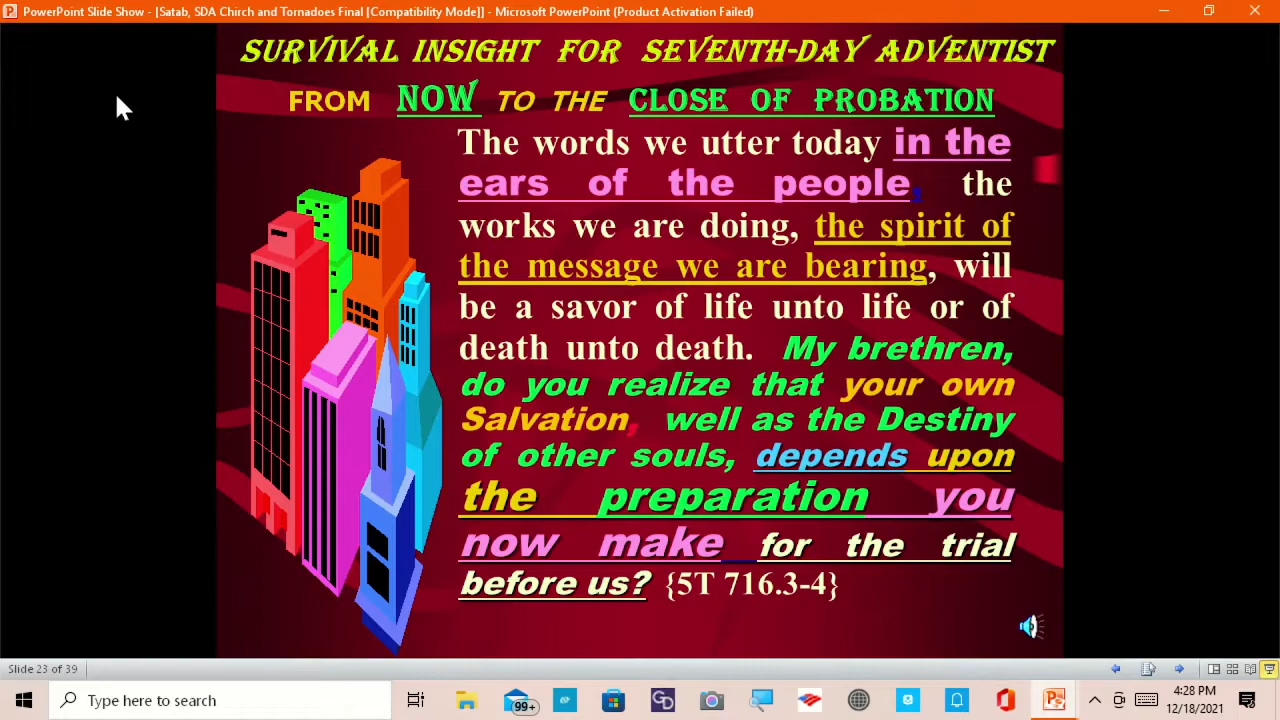 PowerPoint Slide Show - [Satab, SDA Chirch and Tornadoes Final [Compatibility Mode]] - Microsoft PowerPoint (Product Activation Failed)
SURVIVAL INSIGHT FOR SEVENTH-DAY ADVENTIST
FROM NOW TO THE CLOSE OF PROBATION
The words we utter today in the
ears of the people, the
works we are doing, the spirit of
the message we are bearing, will
be a savor of life unto life or of
death unto death. My brethren,
do you realize that your own
Salvation, well as the Destiny
of other souls, depends upon
the preparation you
now make for the trial
before us? {5T 716.3-4}
Slide 23 of 39
Type here to search
99+
GD
4:28 PM
12/18/2021